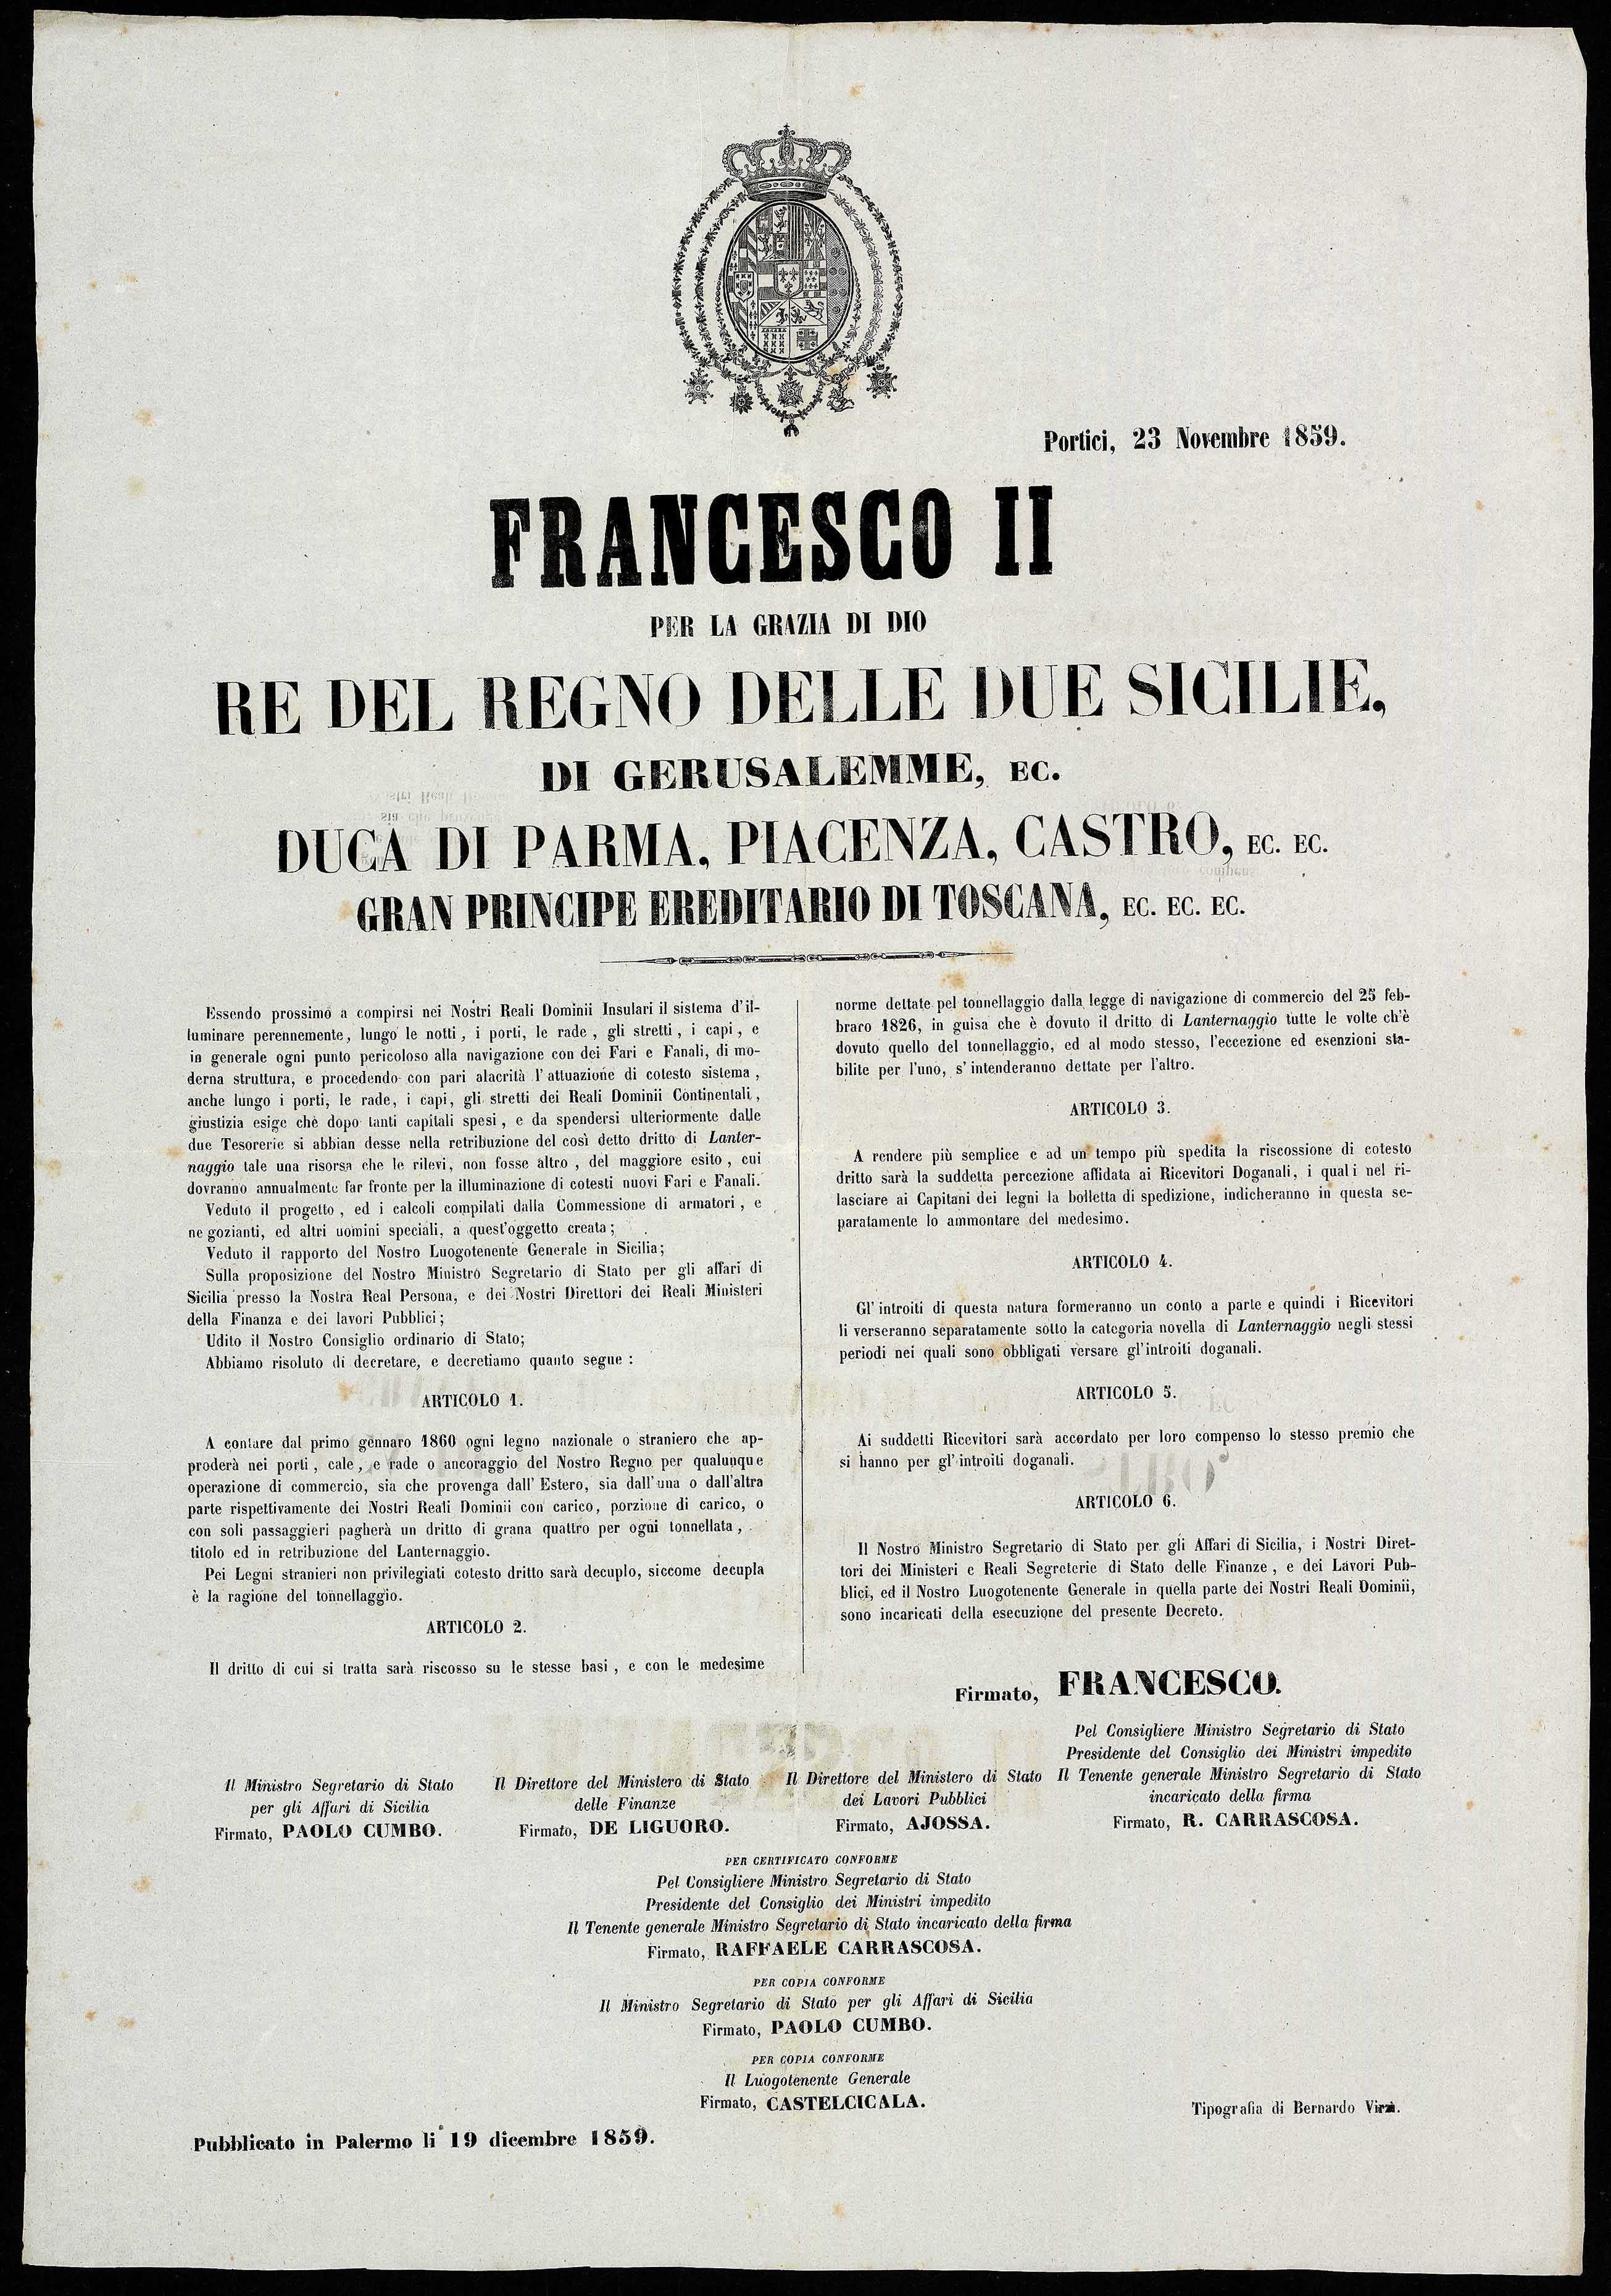 Portici, 23 Novembre 1859.
FRANCESCO II
PER LA GRAZIA DI DIO
RE DEL REGNO DELLE DUE SICILIE,
DI GERUSALEMME, EC.
DUCA DI PARMA, PIACENZA, CASTRO, EC. EC.
GRAN PRINCIPE EREDITARIO DI TOSCANA, EC. EC. EC.
Essendo prossimo a compirsi nei Nostri Reali Dominii Insulari il sistema d'il-
luminare perennemente, lungo le notti, i porti, le rade, gli stretti, i capi, e
in generale ogni punto pericoloso alla navigazione con dei Fari e Fanali, di mo-
derna struttura, e procedendo con pari alacrità l'attuazione di cotesto sistema,
anche lungo i porti, le rade, i capi, gli stretti dei Reali Dominii Continentali,
giustizia esige che dopo tanti capitali spesi, e da spendersi ulteriormente dalle
due Tesorerie si abbian desse nella retribuzione del così detto dritto di Lanter-
naggio tale una risorsa che le rilevi, non fosse altro, del maggiore esito, cui
dovranno annualmente far fronte per la illuminazione di cotesti nuovi Fari e Fanali.
Veduto il progetto, ed i calcoli compilati dalla Commessione di armatori, e
negozianti, ed altri uomini speciali, a quest'oggetto creata;
Veduto il rapporto del Nostro Luogotenente Generale in Sicilia;
Sulla proposizione del Nostro Ministro Segretario di Stato per gli affari di
Sicilia presso la Nostra Real Persona, e dei Nostri Direttori dei Reali Ministeri
della Finanza e dei lavori Pubblici;
Udito il Nostro Consiglio ordinario di Stato;
Abbiamo risoluto di decretare, e decretiamo quanto segue:
ARTICOLO 1.
A contare dal primo gennaro 1860 ogni legno nazionale o straniero che ap-
proderà nei porti, cale, e rade o ancoraggio del Nostro Regno per qualunque
operazione di commercio, sia che provenga dall'Estero, sia dall'una o dall'altra
parte rispettivamente dei Nostri Reali Dominii con carico, porzione di carico, o
con soli passaggieri pagherà un dritto di grana quattro per ogni tonnellata,
titolo ed in retribuzione del Lanternaggio.
Pei Legni stranieri non privilegiati cotesto dritto sarà decuplo, siccome decupla
è la ragione del tonnellaggio.
ARTICOLO 2.
Il dritto di cui si tratta sarà riscosso su le stesse basi, e con le medesime
norme dettate pel tonnellaggio dalla legge di navigazione di commercio del 25 feb-
braro 1826, in guisa che è dovuto il dritto di Lanternaggio tutte le volte ch'è
dovuto quello del tonnellaggio, ed al modo stesso, l'eccezione ed esenzioni sta-
bilite per l'uno, s'intenderanno dettate per l'altro.
ARTICOLO 3.
A rendere più semplice e ad un tempo più spedita la riscossione di cotesto
dritto sarà la suddetta percezione affidata ai Ricevitori Doganali, i quali nel ri-
lasciare ai Capitani dei legni la bolletta di spedizione, indicheranno in questa se-
paratamente lo ammontare del medesimo.
ARTICOLO 4.
Gl'introiti di questa natura formeranno un conto a parte e quindi i Ricevitori
li verseranno separatamente sotto la categoria novella di Lanternaggio negli stessi
periodi nei quali sono obbligati versare gl'introiti doganali.
ARTICOLO 5.
Ai suddetti Ricevitori sarà accordato per loro compenso lo stesso premio che
si hanno per gl'introiti doganali.
ARTICOLO 6.
Il Nostro Ministro Segretario di Stato per gli Affari di Sicilia, i Nostri Diret-
tori dei Ministeri e Reali Segreterie di Stato delle Finanze, e dei Lavori Pub-
blici, ed il Nostro Luogotenente Generale in quella parte dei Nostri Reali Dominii,
sono incaricati della esecuzione del presente Decreto.
Firmato, FRANCESCO.
Il Ministro Segretario di Stato
per gli Affari di Sicilia
Firmato, PAOLO CUMBO.
Il Direttore del Ministero di Stato
delle Finanze
Firmato, DE LIGUORO.
Il Direttore del Ministero di Stato
dei Lavori Pubblici
Firmato, AJOSSA.
Pel Consigliere Ministro Segretario di Stato
Presidente del Consiglio dei Ministri impedito
Il Tenente generale Ministro Segretario di Stato
incaricato della firma
Firmato, R. CARRASCOSA.
PER CERTIFICATO CONFORME
Pel Consigliere Ministro Segretario di Stato
Presidente del Consiglio dei Ministri impedito
Il Tenente generale Ministro Segretario di Stato incaricato della firma
Firmato, RAFFAELE CARRASCOSA.
PER COPIA CONFORME
Il Ministro Segretario di Stato per gli Affari di Sicilia
Firmato, PAOLO CUMBO.
PER COPIA CONFORME
Il Luogotenente Generale
Firmato, CASTELCICALA.
Tipografia di Bernardo Virzì.
Pubblicato in Palermo li 19 dicembre 1859.